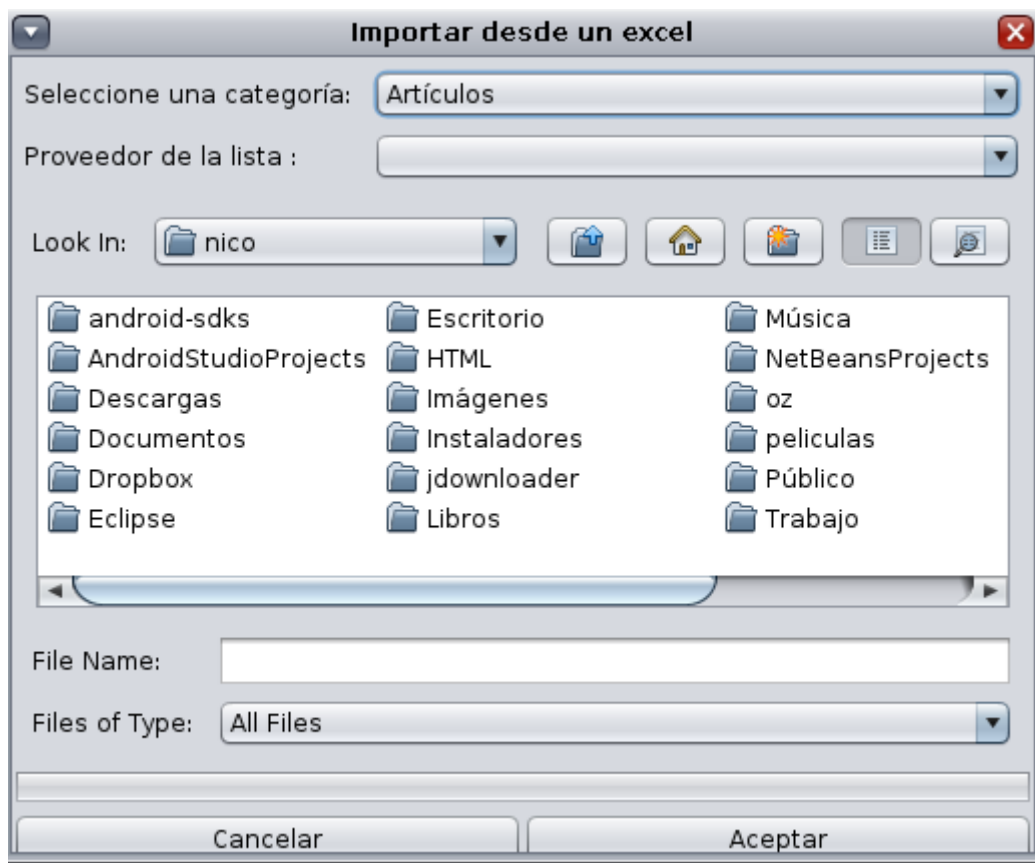 Importar desde un excel
Seleccione una categoría: Artículos
Proveedor de la lista :
Look In: nico
android-sdks Escritorio Música
AndroidStudioProjects HTML NetBeansProjects
Descargas Imágenes oz
Documentos Instaladores peliculas
Dropbox jdownloader Público
Eclipse Libros Trabajo
File Name:
Files of Type: All Files
Cancelar Aceptar